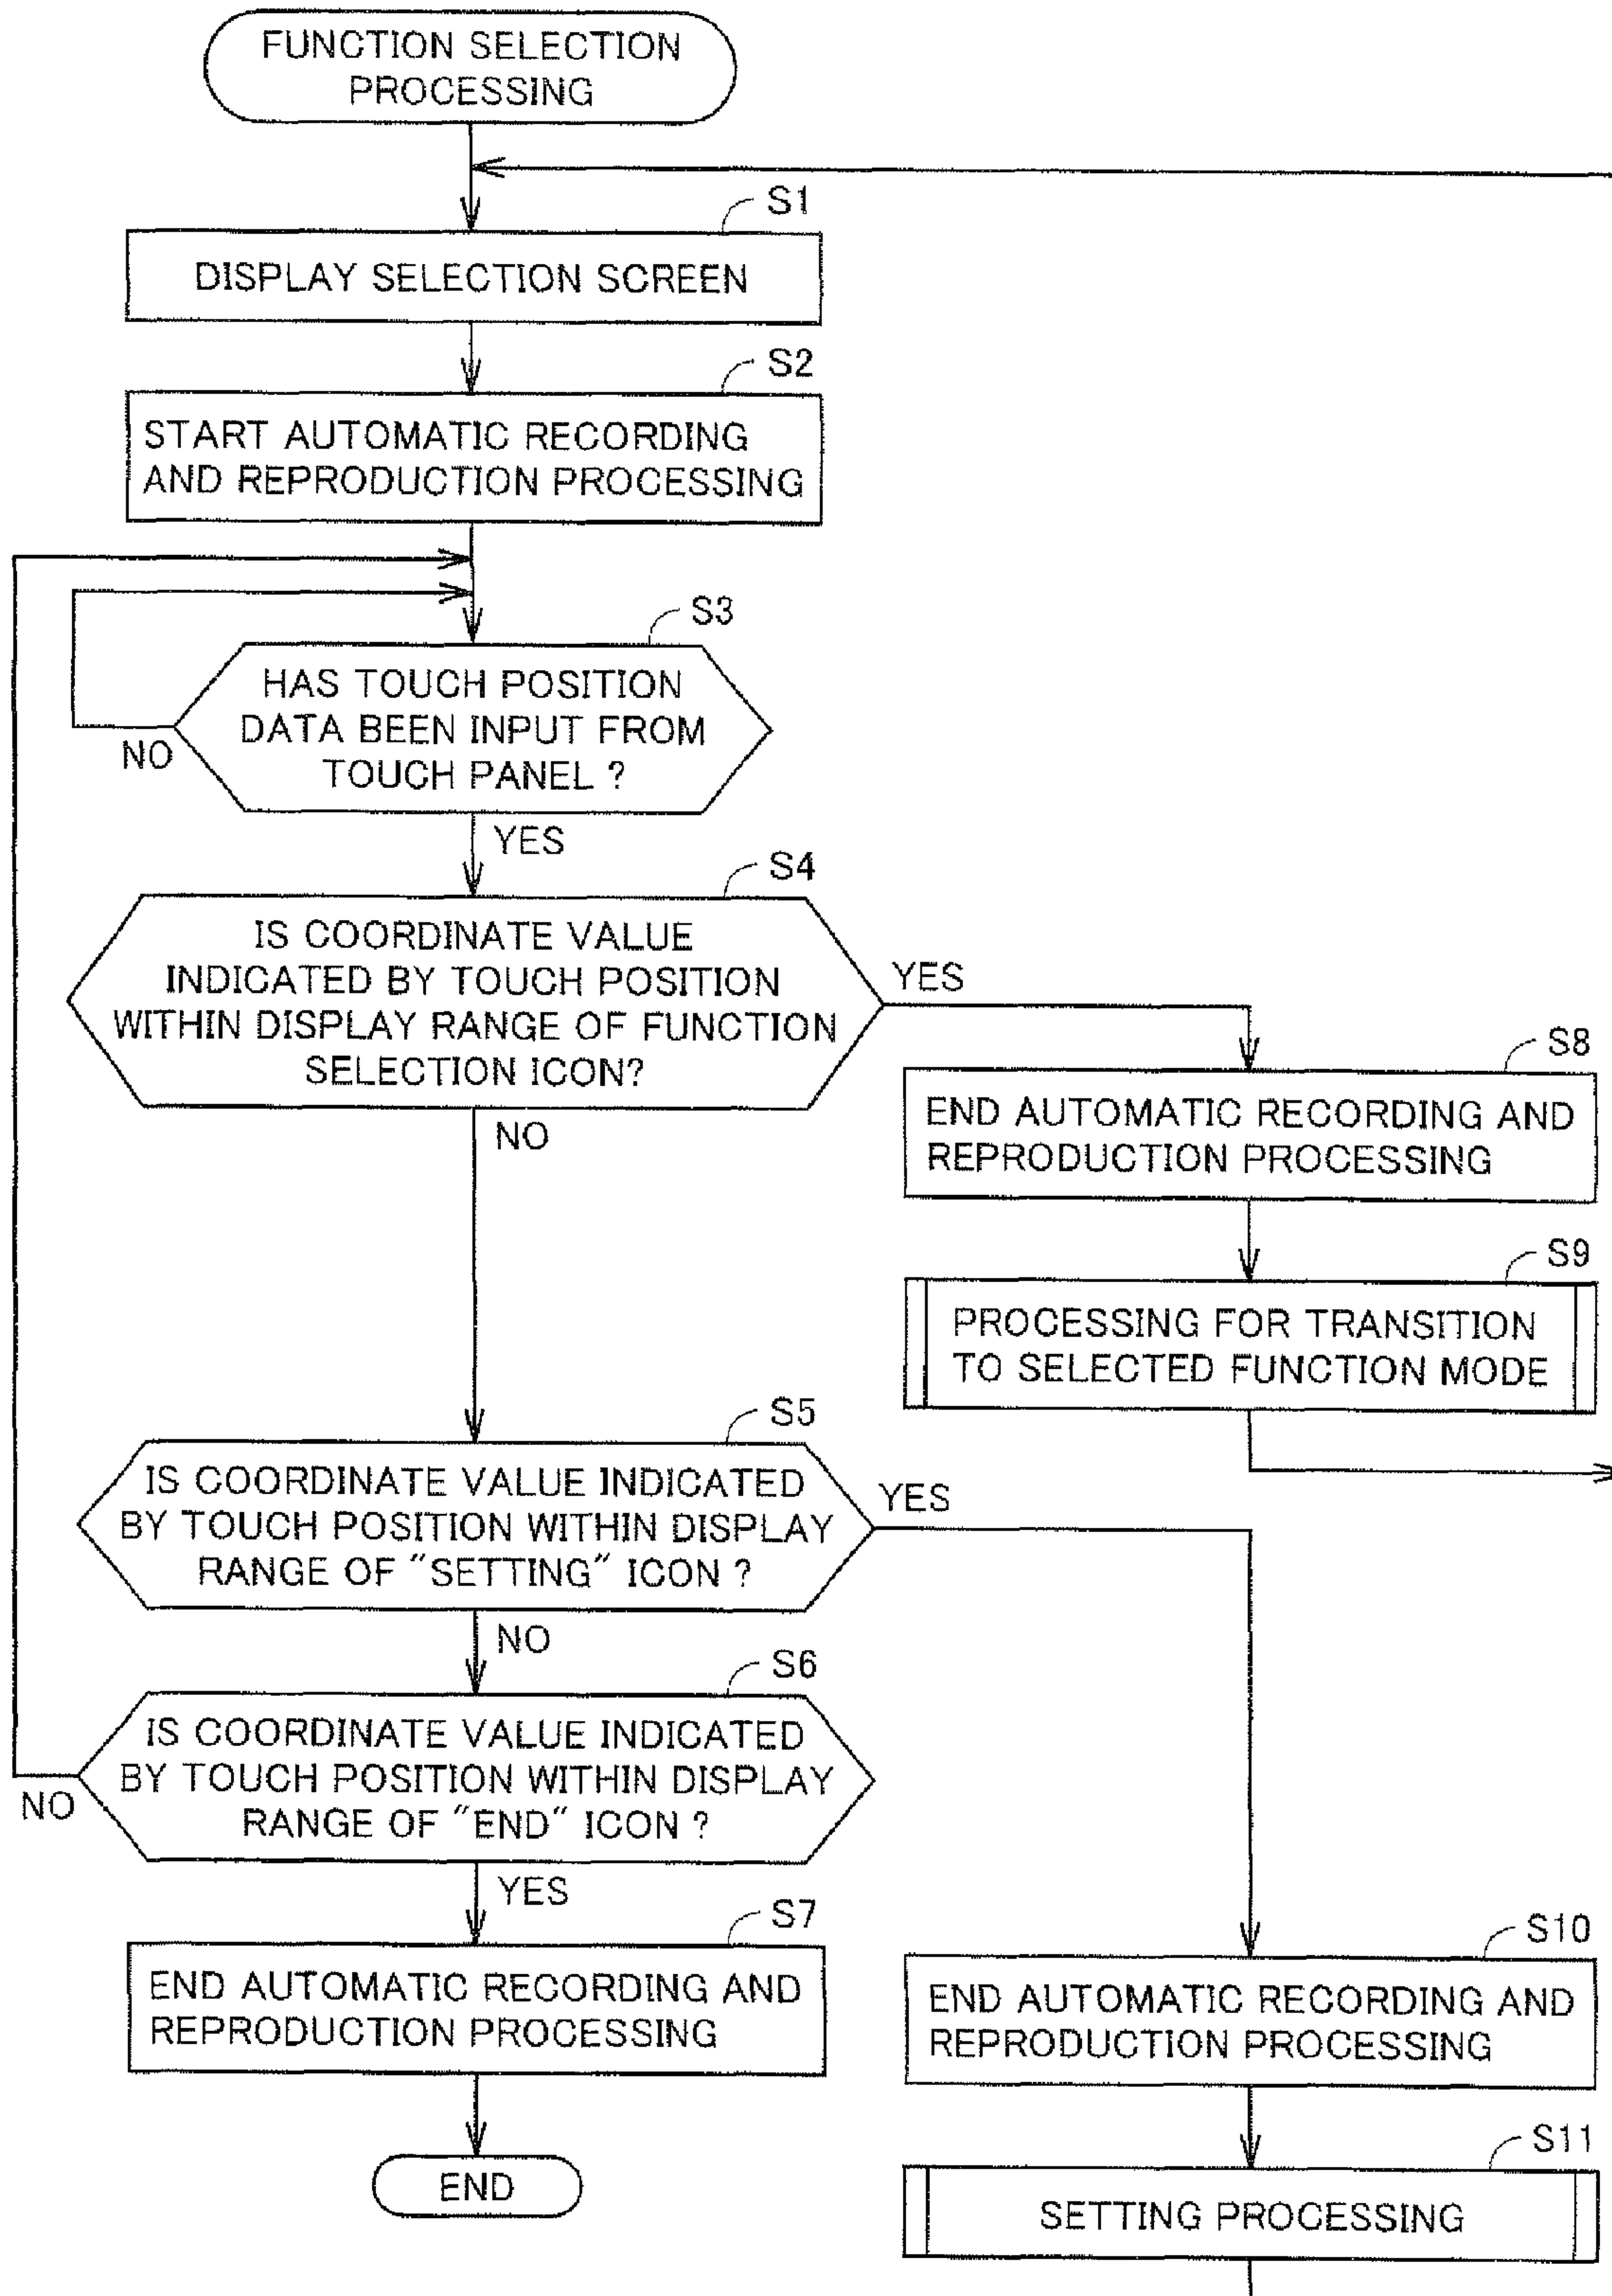 FUNCTION SELECTION
PROCESSING
S1
DISPLAY SELECTION SCREEN
S2
START AUTOMATIC RECORDING
AND REPRODUCTION PROCESSING
S3
HAS TOUCH POSITION
DATA BEEN INPUT FROM
TOUCH PANEL ?
NO
YES
S4
IS COORDINATE VALUE
INDICATED BY TOUCH POSITION
WITHIN DISPLAY RANGE OF FUNCTION
SELECTION ICON?
YES
NO
S8
END AUTOMATIC RECORDING AND
REPRODUCTION PROCESSING
S9
PROCESSING FOR TRANSITION
TO SELECTED FUNCTION MODE
S5
IS COORDINATE VALUE INDICATED
BY TOUCH POSITION WITHIN DISPLAY
RANGE OF "SETTING" ICON ?
YES
NO
S6
IS COORDINATE VALUE INDICATED
BY TOUCH POSITION WITHIN DISPLAY
RANGE OF "END" ICON ?
NO
YES
S7
END AUTOMATIC RECORDING AND
REPRODUCTION PROCESSING
END
S10
END AUTOMATIC RECORDING AND
REPRODUCTION PROCESSING
S11
SETTING PROCESSING